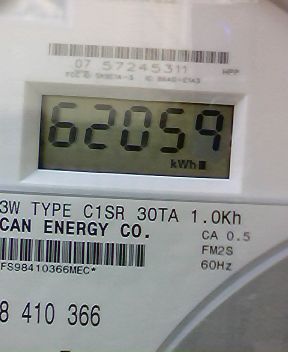 07 57245311
62059
kWh
3W TYPE C1SR 30TA 1.0Kh
CAN ENERGY CO.
CA 0.5
FM2S
60Hz
FS98410366MEC*
8 410 366